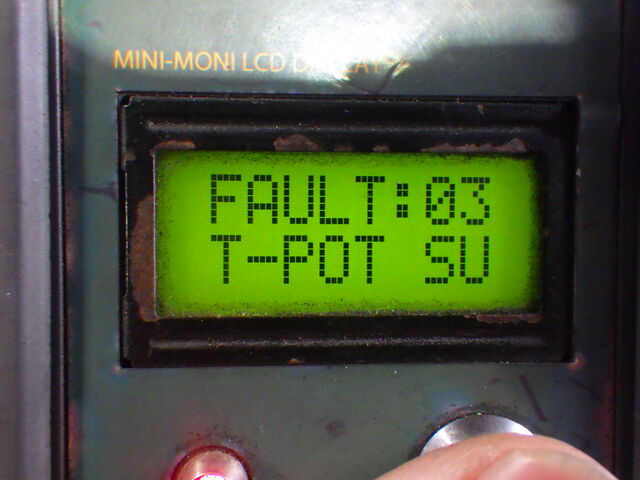 MINI-MONI LCD
FAULT:03
T-POT SU